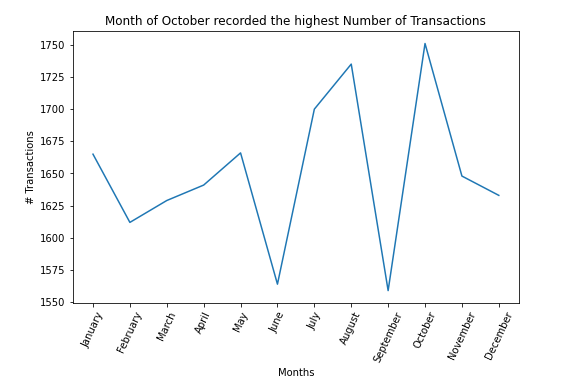 Month of October recorded the highest Number of Transactions
# Transactions
1750
1725
1700
1675
1650
1625
1600
1575
1550
January
February
March
April
May
June
July
August
September
October
November
December
Months